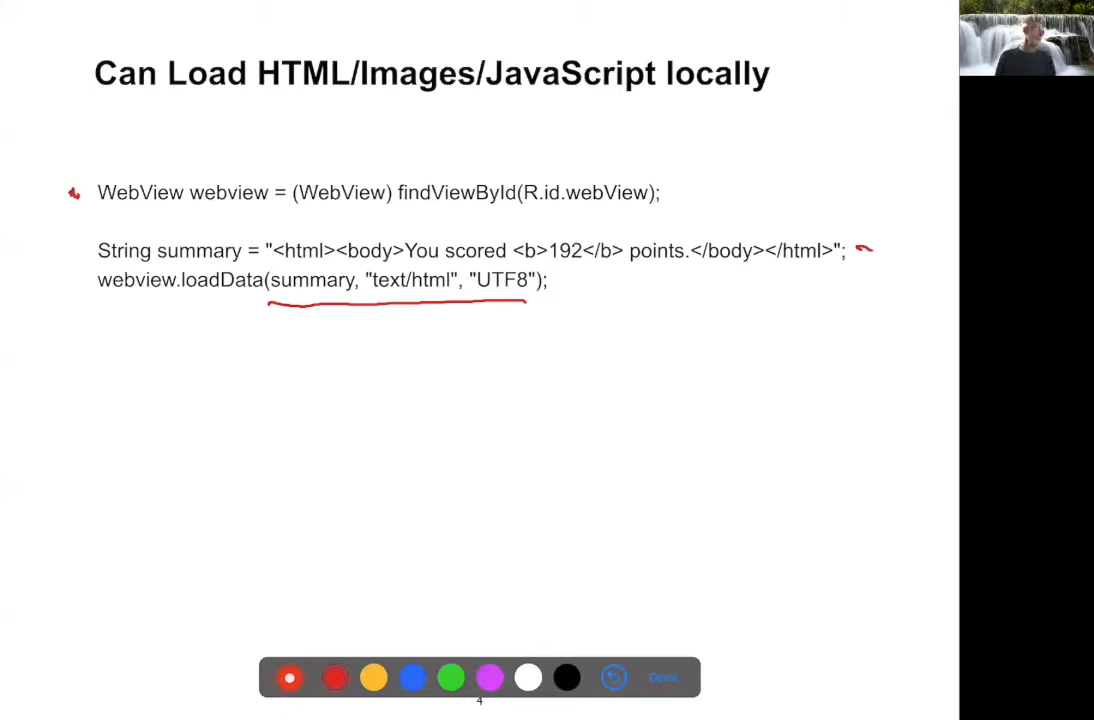 Can Load HTML/Images/JavaScript locally
WebView webview = (WebView) findViewById(R.id.webView);
String summary = "<html><body>You scored <b>192</b> points.</body></html>";
webview.loadData(summary, "text/html", "UTF8");
Done
4